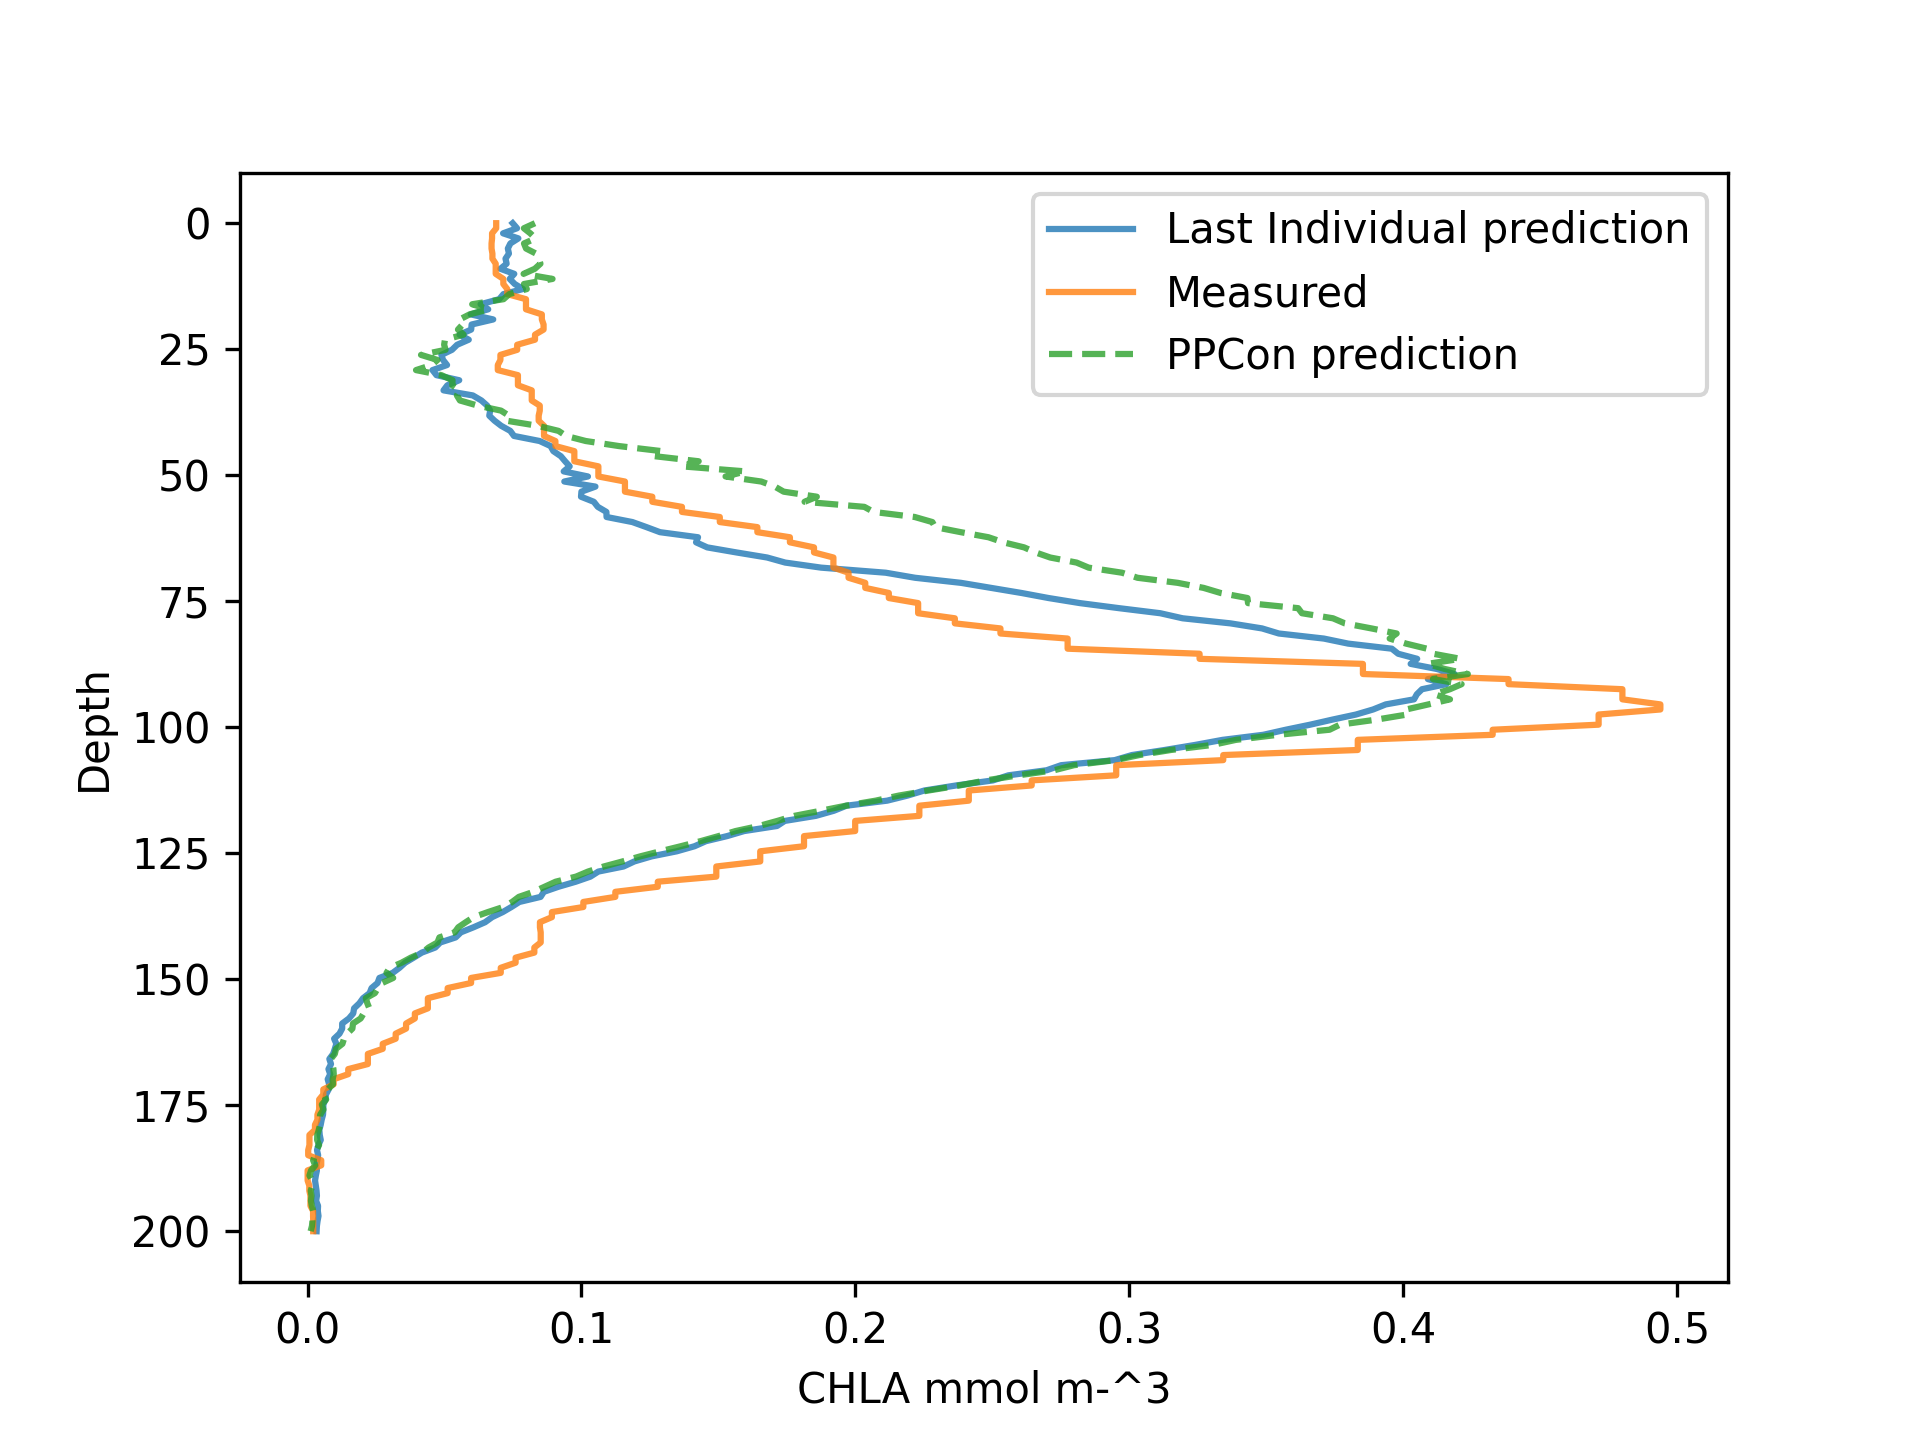 Last Individual prediction
Measured
PPCon prediction
0
25
50
75
100
125
150
175
200
Depth
0.0 0.1 0.2 0.3 0.4 0.5
CHLA mmol m-^3